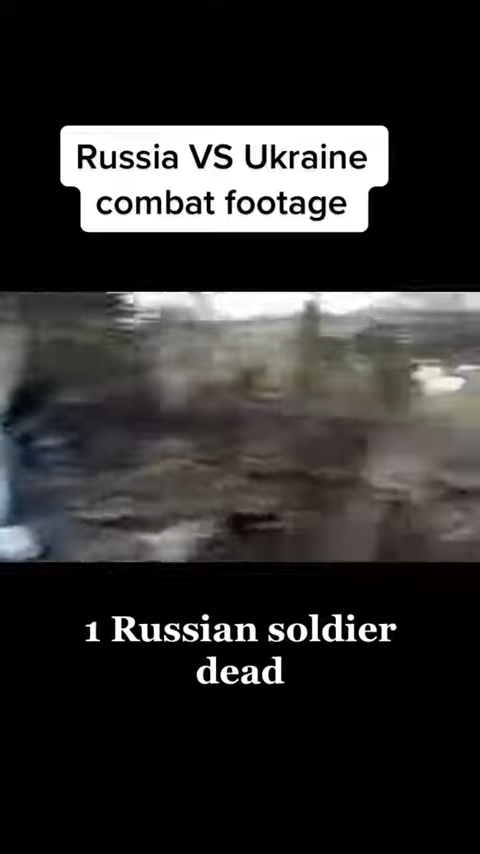 Russia VS Ukraine
combat footage
1 Russian soldier
dead